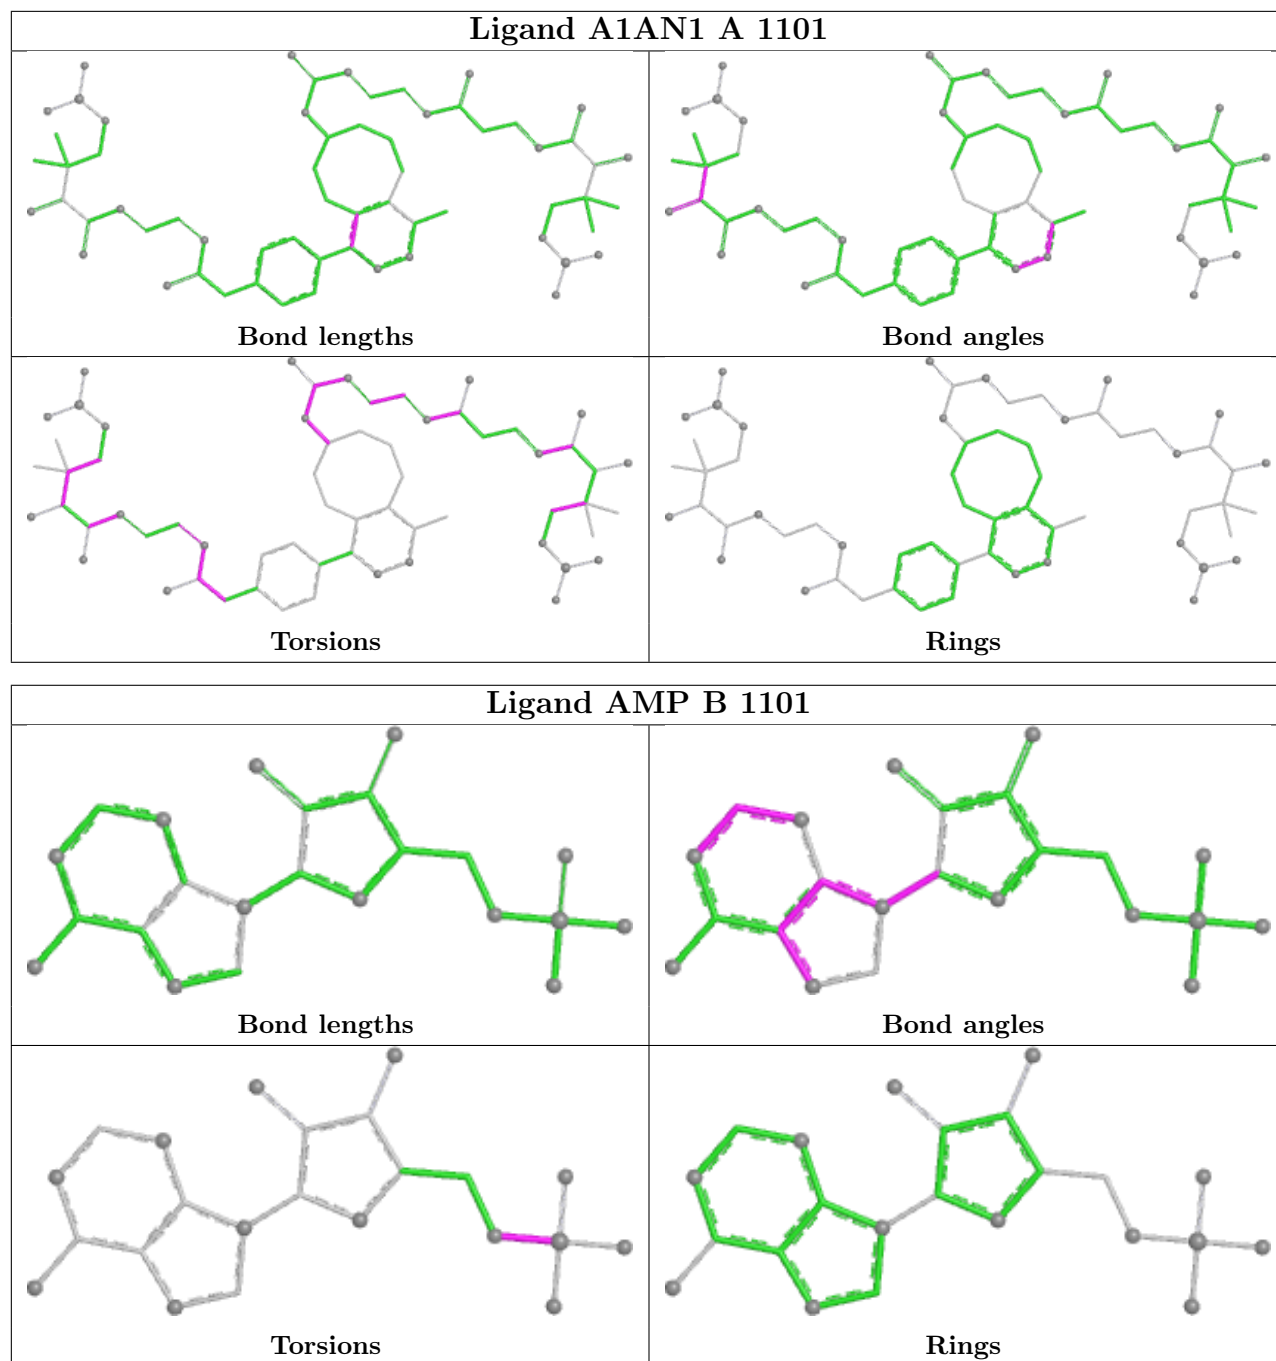 Ligand A1AN1 A 1101
Bond lengths
Bond angles
Torsions
Rings
Ligand AMP B 1101
Bond lengths
Bond angles
Torsions
Rings